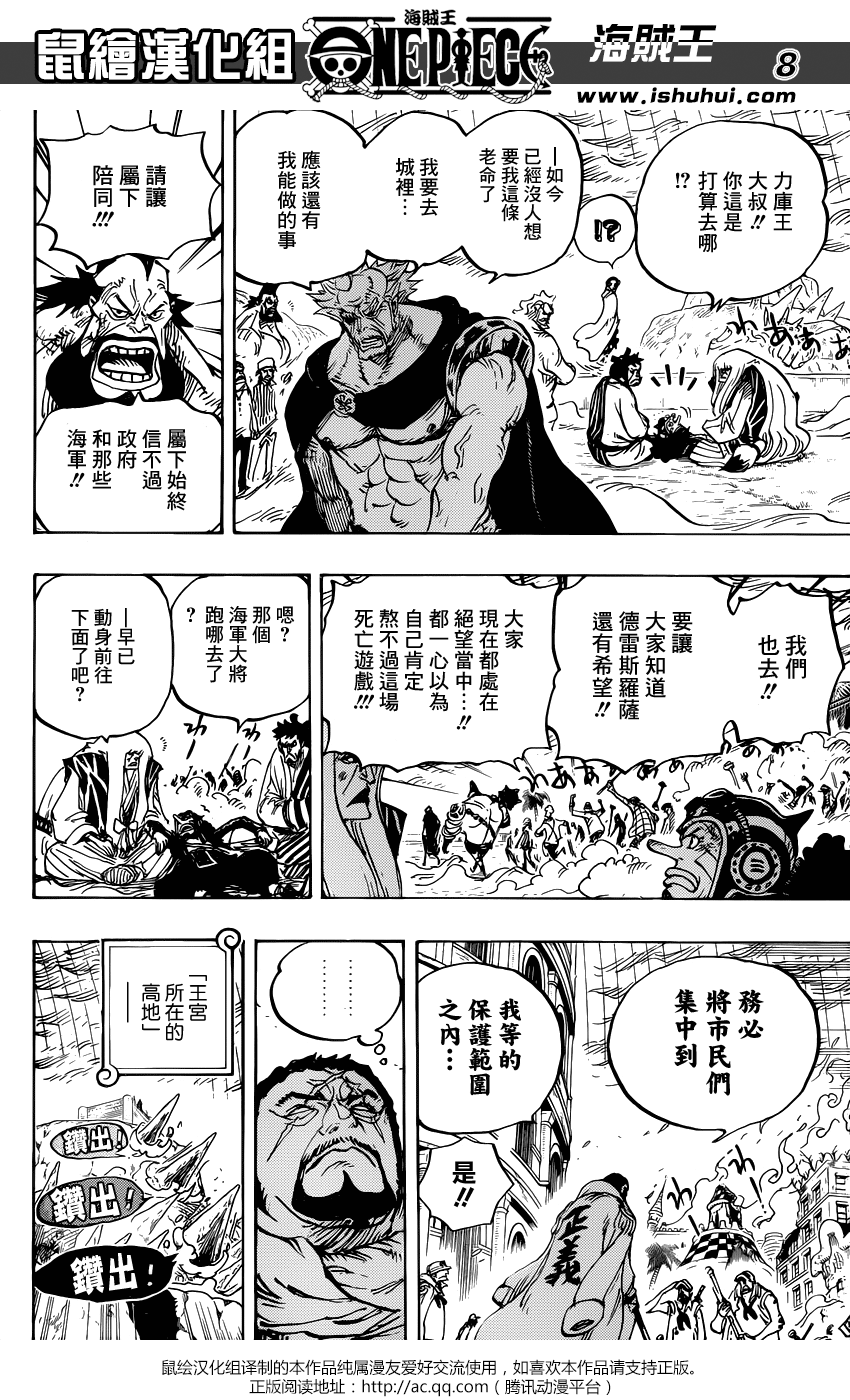 鼠繪漢化組
海賊王
ONE PIECE
海賊王
8
www.ishuhui.com
力庫王
大叔!!
你這是
打算去哪
!?
!?
—如今
已經沒人想
要我這條
老命了
我要去
城裡…
應該還有
我能做的事
請讓
屬下
陪同!!!
屬下始終
信不過
政府
和那些
海軍!!
わああぁ
我們
也去!!
要讓
大家知道
德雷斯羅薩
還有希望!!
大家
現在都處在
絕望當中…!!
都一心以為
自己肯定
熬不過這場
死亡遊戲!!!
わああ
嗯?
那個
海軍大將
跑哪去了
?
—早已
動身前往
下面了吧?
務必
將市民們
集中到
我等的
保護範圍
之內…
是!!
正義
……
……
「王宮
所在的
高地」
—
鑽出!
鑽出!
鑽出!
鼠绘汉化组译制的本作品纯属漫友爱好交流使用，如喜欢本作品请支持正版。
正版阅读地址：http://ac.qq.com（腾讯动漫平台）